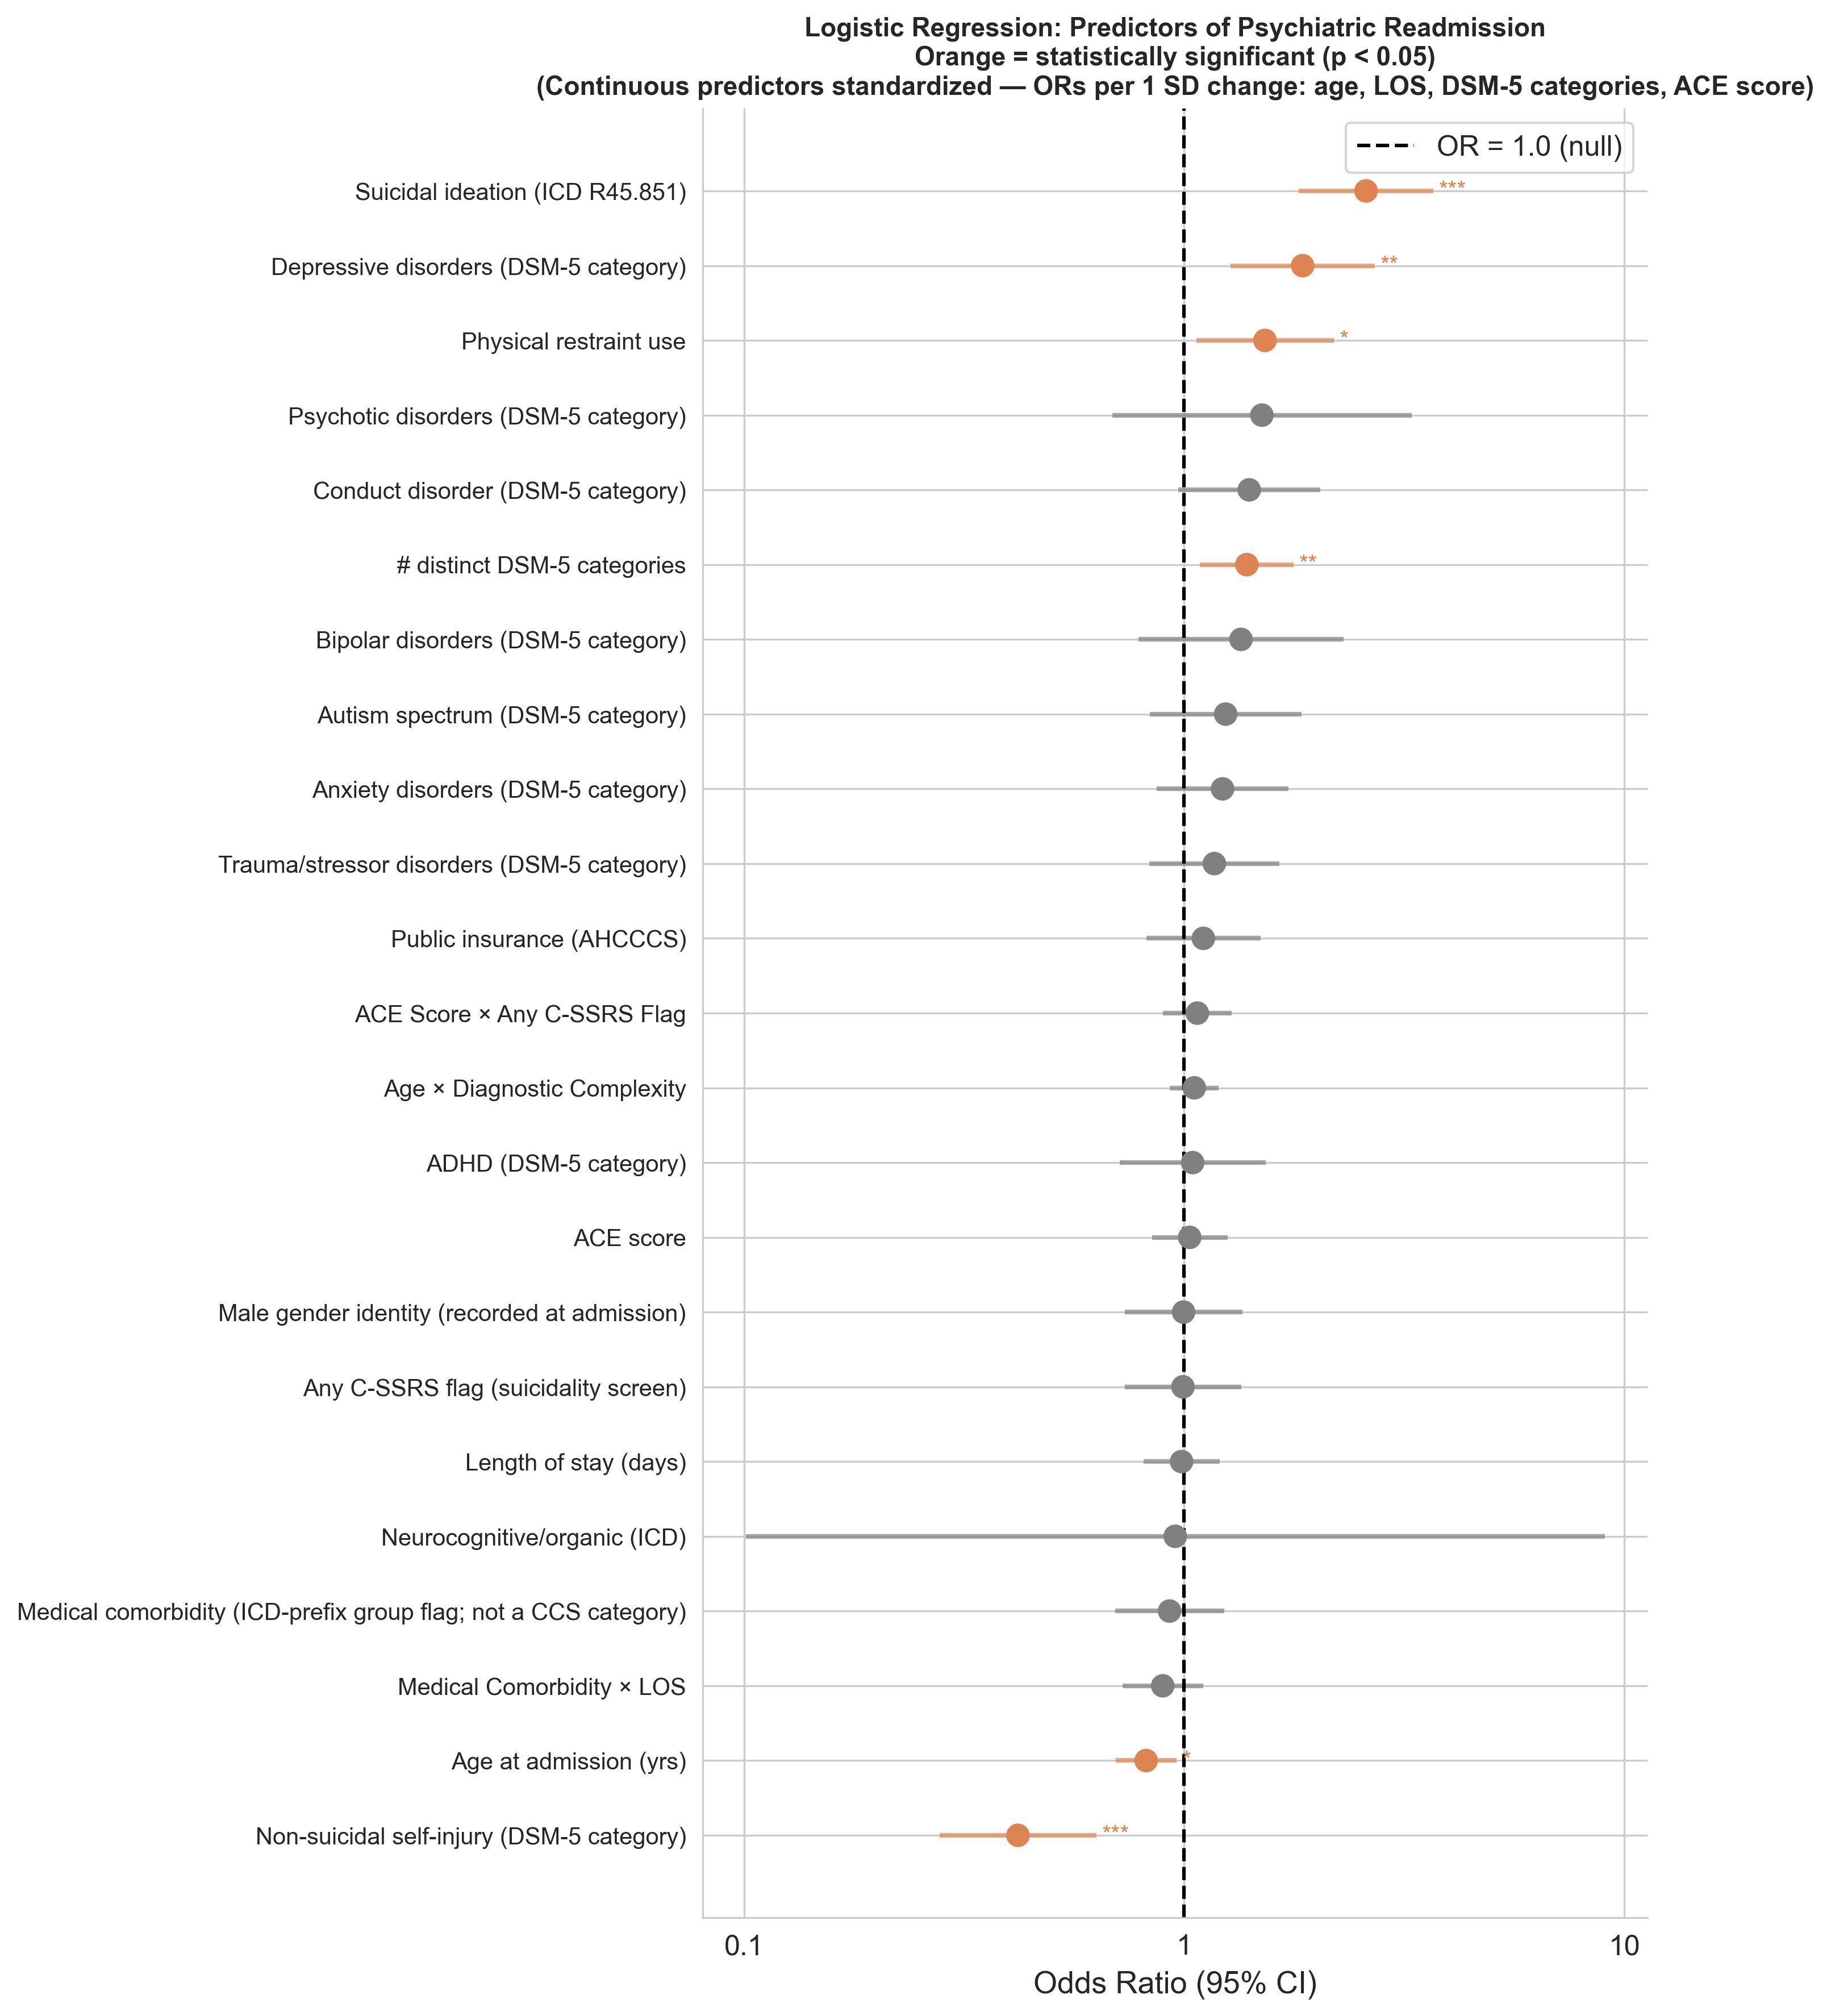 Logistic Regression: Predictors of Psychiatric Readmission
Orange = statistically significant (p < 0.05)
(Continuous predictors standardized — ORs per 1 SD change: age, LOS, DSM-5 categories, ACE score)
OR = 1.0 (null)
Suicidal ideation (ICD R45.851)
***
Depressive disorders (DSM-5 category)
**
Physical restraint use
*
Psychotic disorders (DSM-5 category)
Conduct disorder (DSM-5 category)
# distinct DSM-5 categories
**
Bipolar disorders (DSM-5 category)
Autism spectrum (DSM-5 category)
Anxiety disorders (DSM-5 category)
Trauma/stressor disorders (DSM-5 category)
Public insurance (AHCCCS)
ACE Score × Any C-SSRS Flag
Age × Diagnostic Complexity
ADHD (DSM-5 category)
ACE score
Male gender identity (recorded at admission)
Any C-SSRS flag (suicidality screen)
Length of stay (days)
Neurocognitive/organic (ICD)
Medical comorbidity (ICD-prefix group flag; not a CCS category)
Medical Comorbidity × LOS
Age at admission (yrs)
*
Non-suicidal self-injury (DSM-5 category)
***
0.1 1 10
Odds Ratio (95% CI)